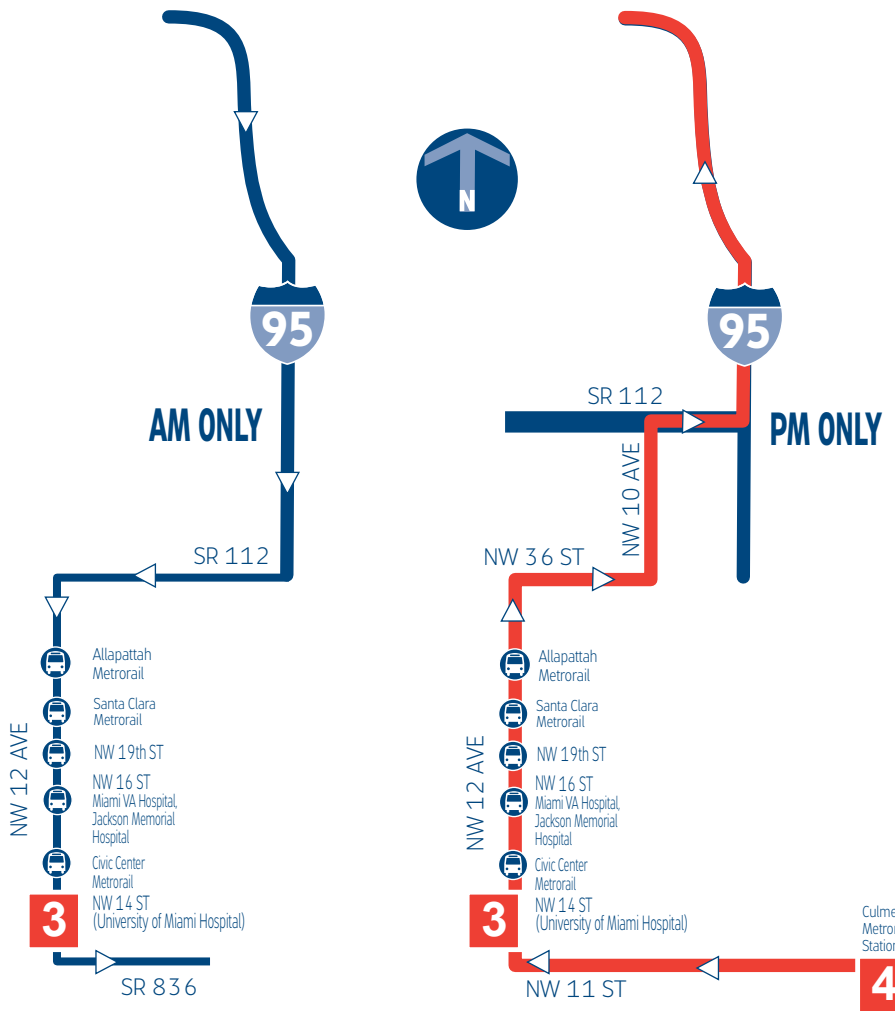 N
95
AM ONLY
SR 112
NW 12 AVE
Allapattah
Metrorail
Santa Clara
Metrorail
NW 19th ST
NW 16 ST
Miami VA Hospital,
Jackson Memorial
Hospital
Civic Center
Metrorail
3
NW 14 ST
(University of Miami Hospital)
SR 836
95
PM ONLY
SR 112
NW 10 AVE
NW 36 ST
NW 12 AVE
Allapattah
Metrorail
Santa Clara
Metrorail
NW 19th ST
NW 16 ST
Miami VA Hospital,
Jackson Memorial
Hospital
Civic Center
Metrorail
3
NW 14 ST
(University of Miami Hospital)
NW 11 ST
4